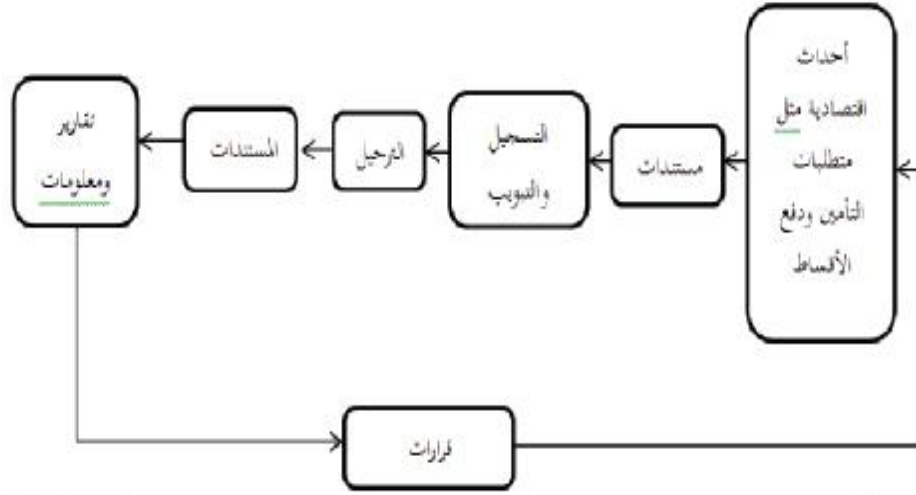 أحداث
اقتصادية مثل
متطلبات
التأمين ودفع
الأقساط
مستندات
التسجيل
والتبويب
الترحيل
المستندات
تقارير
ومعلومات
قرارات